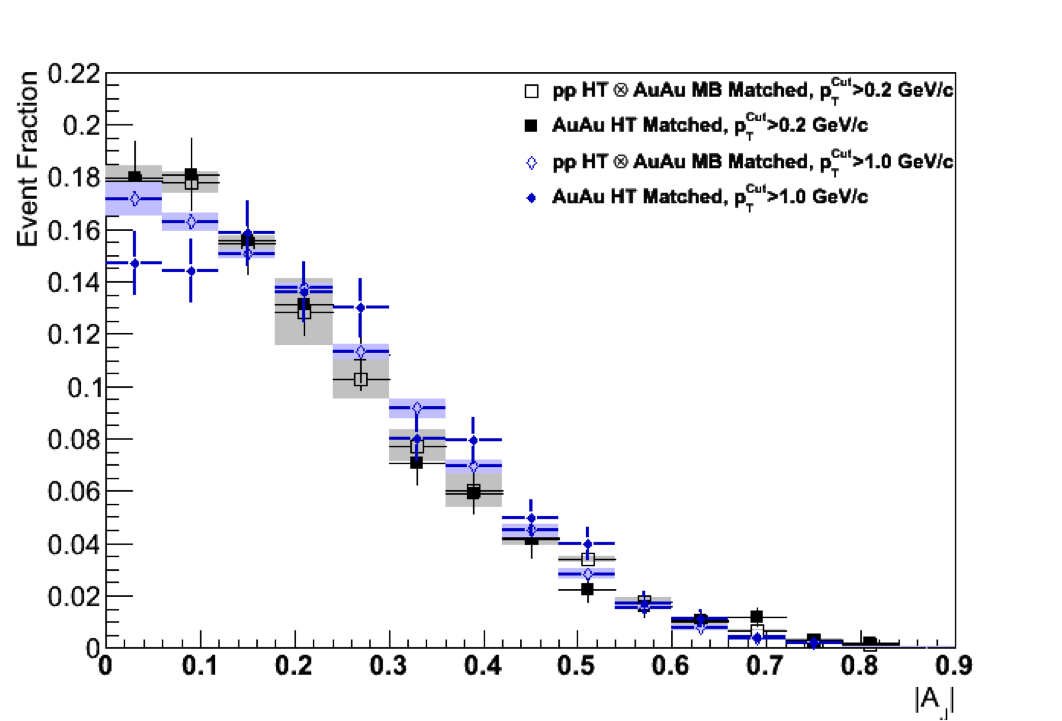 Event Fraction
0.22
0.2
0.18
0.16
0.14
0.12
0.1
0.08
0.06
0.04
0.02
0
pp HT ⊗ AuAu MB Matched, p_T^Cut>0.2 GeV/c
AuAu HT Matched, p_T^Cut>0.2 GeV/c
pp HT ⊗ AuAu MB Matched, p_T^Cut>1.0 GeV/c
AuAu HT Matched, p_T^Cut>1.0 GeV/c
0 0.1 0.2 0.3 0.4 0.5 0.6 0.7 0.8 0.9
|A_J|